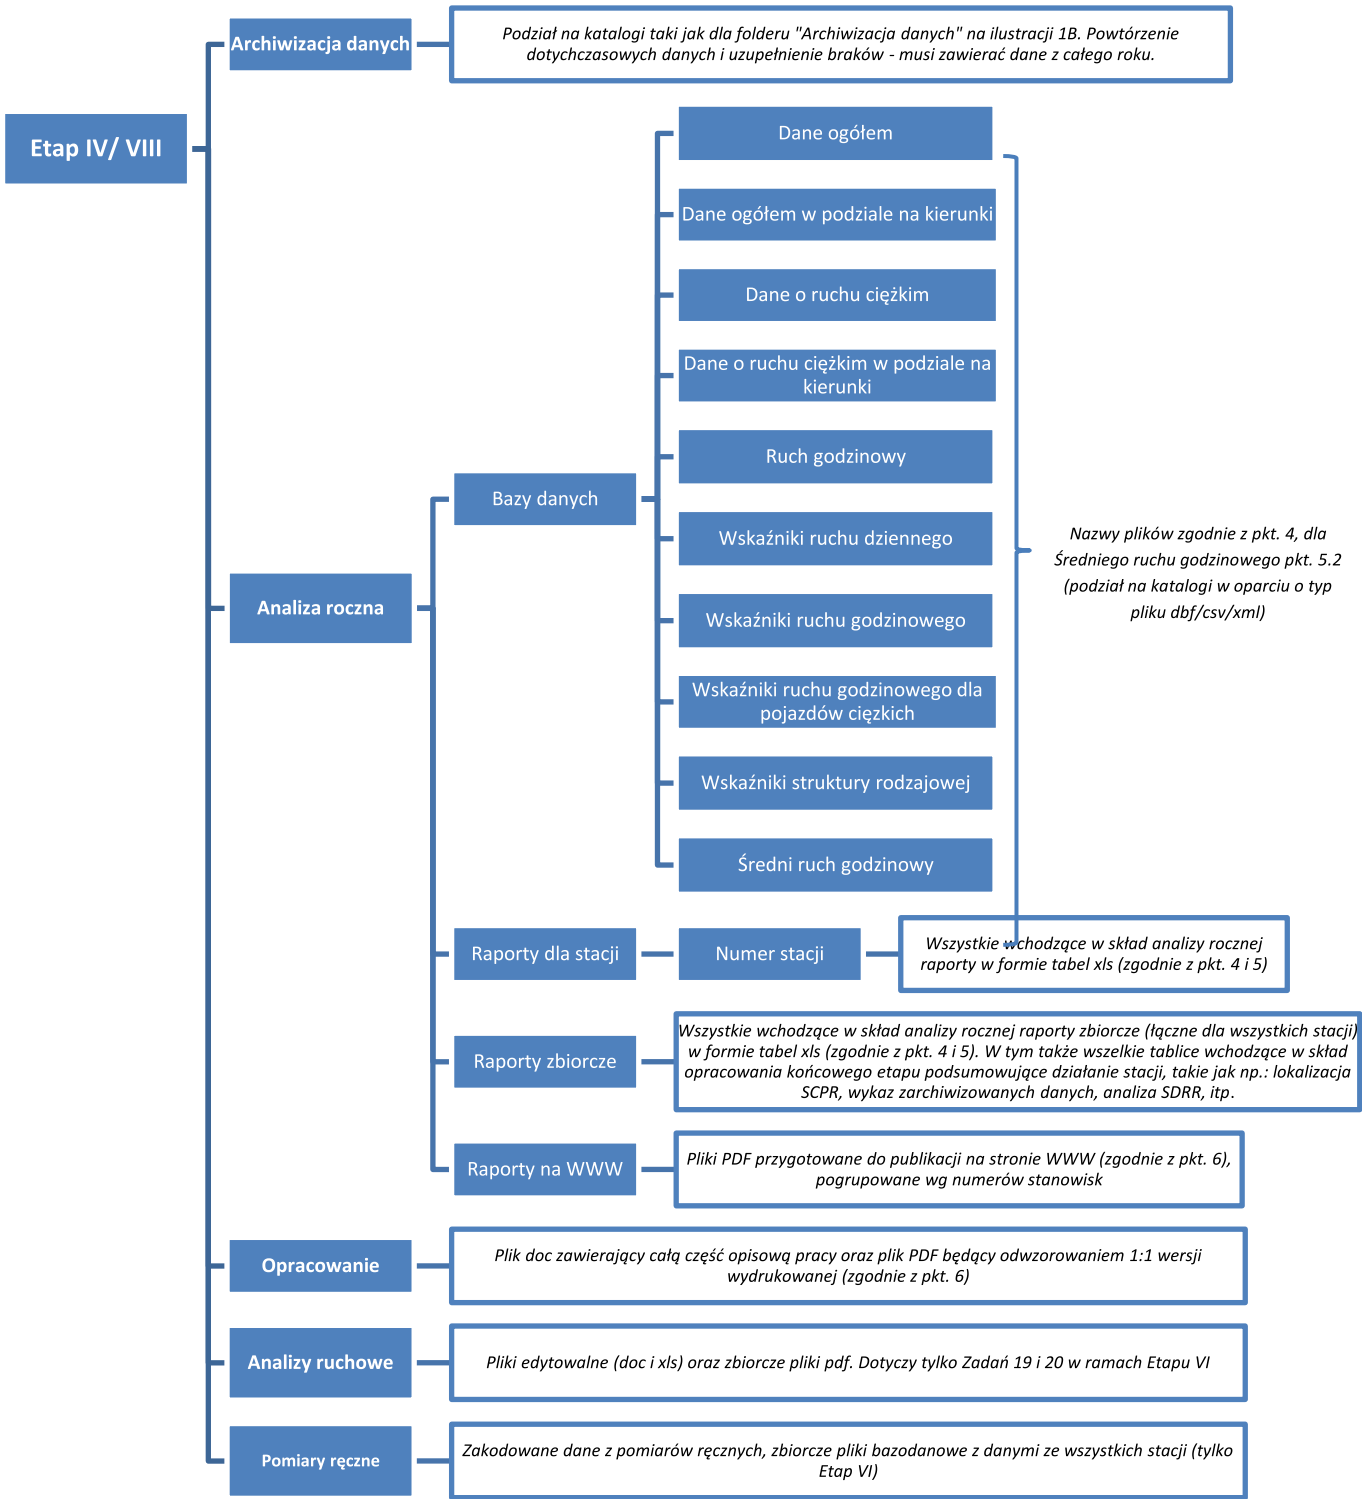 Archiwizacja danych
Podział na katalogi taki jak dla folderu "Archiwizacja danych" na ilustracji 1B. Powtórzenie
dotychczasowych danych i uzupełnienie braków - musi zawierać dane z całego roku.
Etap IV/ VIII
Dane ogółem
Dane ogółem w podziale na kierunki
Dane o ruchu ciężkim
Dane o ruchu ciężkim w podziale na
kierunki
Ruch godzinowy
Bazy danych
Wskaźniki ruchu dziennego
Nazwy plików zgodnie z pkt. 4, dla
Średniego ruchu godzinowego pkt. 5.2
(podział na katalogi w oparciu o typ
pliku dbf/csv/xml)
Analiza roczna
Wskaźniki ruchu godzinowego
Wskaźniki ruchu godzinowego dla
pojazdów cięzkich
Wskaźniki struktury rodzajowej
Średni ruch godzinowy
Raporty dla stacji
Numer stacji
Wszystkie wchodzące w skład analizy rocznej
raporty w formie tabel xls (zgodnie z pkt. 4 i 5)
Raporty zbiorcze
Wszystkie wchodzące w skład analizy rocznej raporty zbiorcze (łączne dla wszystkich stacji)
w formie tabel xls (zgodnie z pkt. 4 i 5). W tym także wszelkie tablice wchodzące w skład
opracowania końcowego etapu podsumowujące działanie stacji, takie jak np.: lokalizacja
SCPR, wykaz zarchiwizowanych danych, analiza SDRR, itp.
Raporty na WWW
Pliki PDF przygotowane do publikacji na stronie WWW (zgodnie z pkt. 6),
pogrupowane wg numerów stanowisk
Opracowanie
Plik doc zawierający całą część opisową pracy oraz plik PDF będący odwzorowaniem 1:1 wersji
wydrukowanej (zgodnie z pkt. 6)
Analizy ruchowe
Pliki edytowalne (doc i xls) oraz zbiorcze pliki pdf. Dotyczy tylko Zadań 19 i 20 w ramach Etapu VI
Pomiary ręczne
Zakodowane dane z pomiarów ręcznych, zbiorcze pliki bazodanowe z danymi ze wszystkich stacji (tylko
Etap VI)